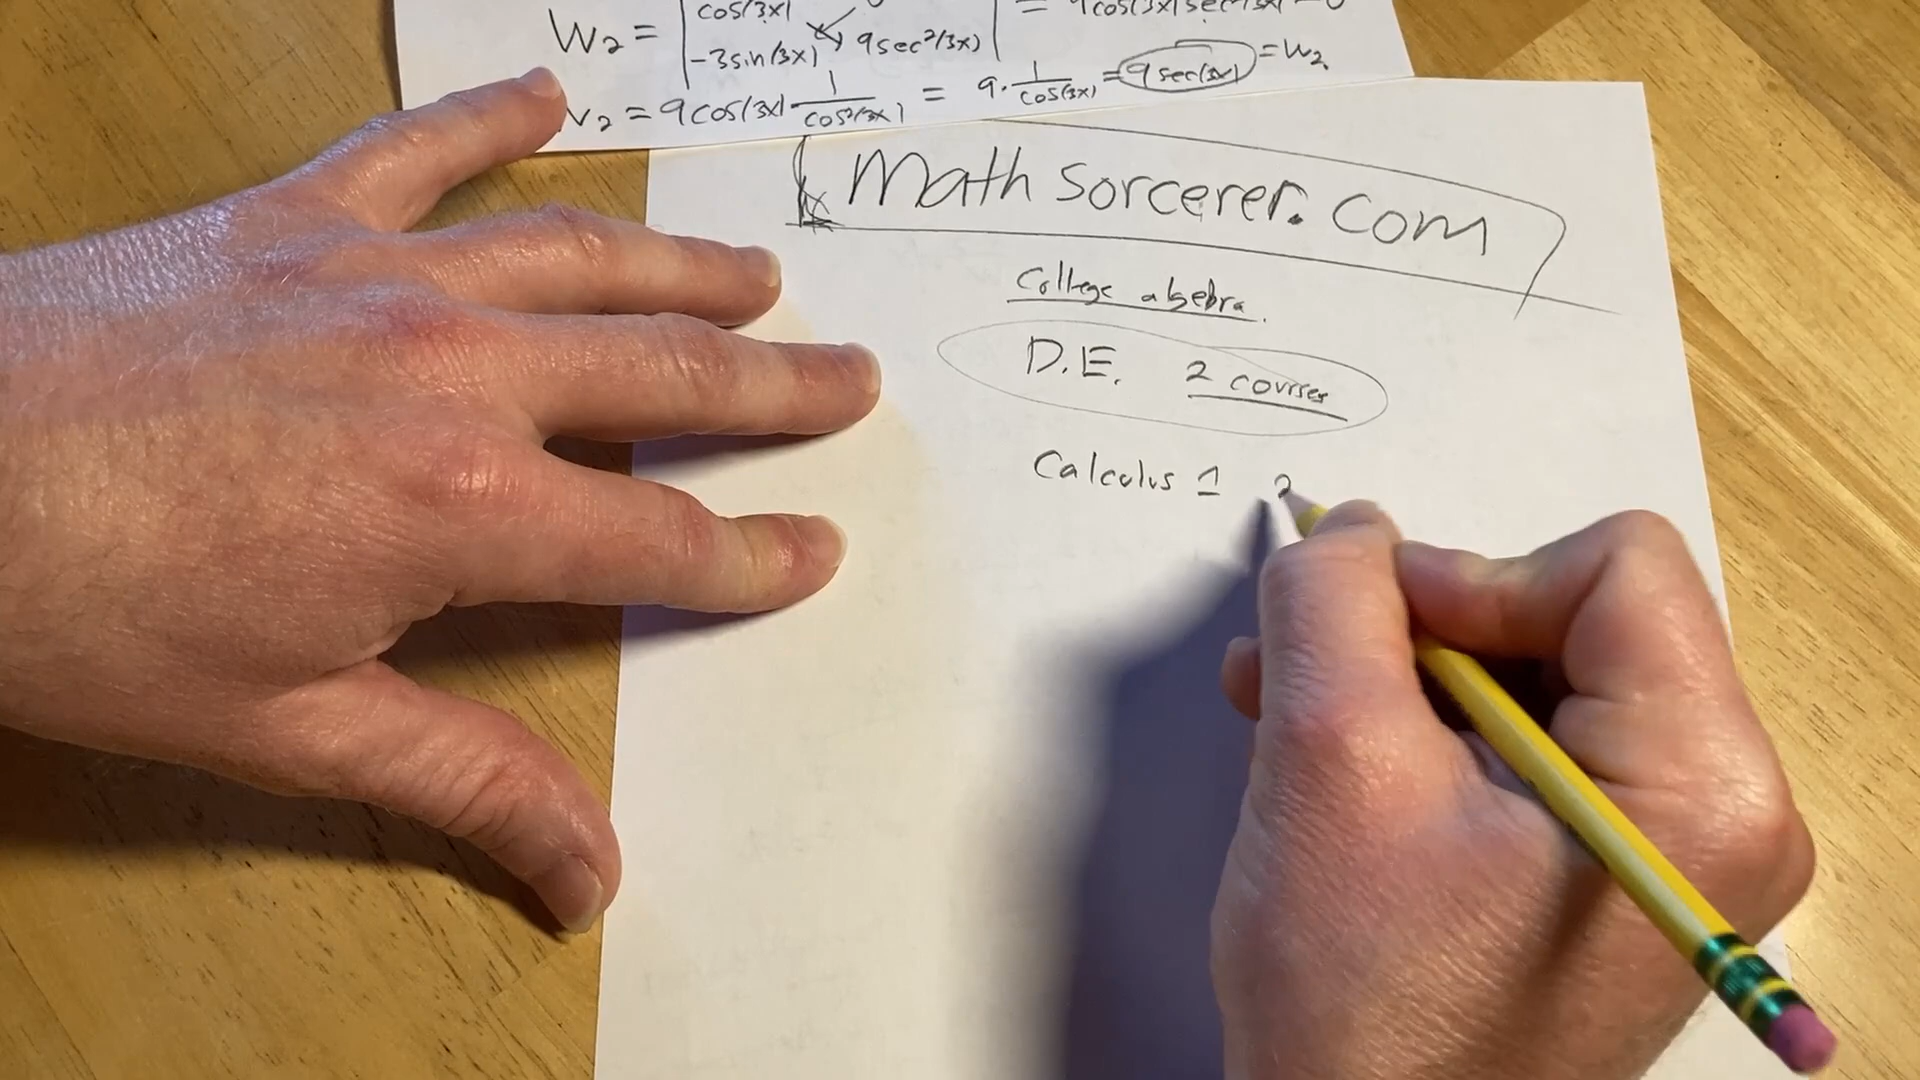 W₂ = | cos(3x)
-3sin(3x) 9sec²(3x) | = 9cos(3x)sec²(3x) - 0
W₂ = 9cos(3x) 1/cos²(3x) = 9 · 1/cos(3x) = 9sec(3x) = W₂
Math Sorcerer.com
College algebra.
D.E. 2 courses
Calculus 1 2